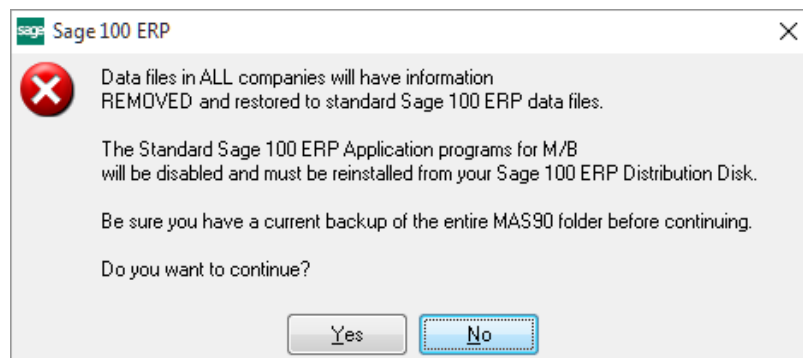 sage Sage 100 ERP
Data files in ALL companies will have information
REMOVED and restored to standard Sage 100 ERP data files.
The Standard Sage 100 ERP Application programs for M/B
will be disabled and must be reinstalled from your Sage 100 ERP Distribution Disk.
Be sure you have a current backup of the entire MAS90 folder before continuing.
Do you want to continue?
Yes No